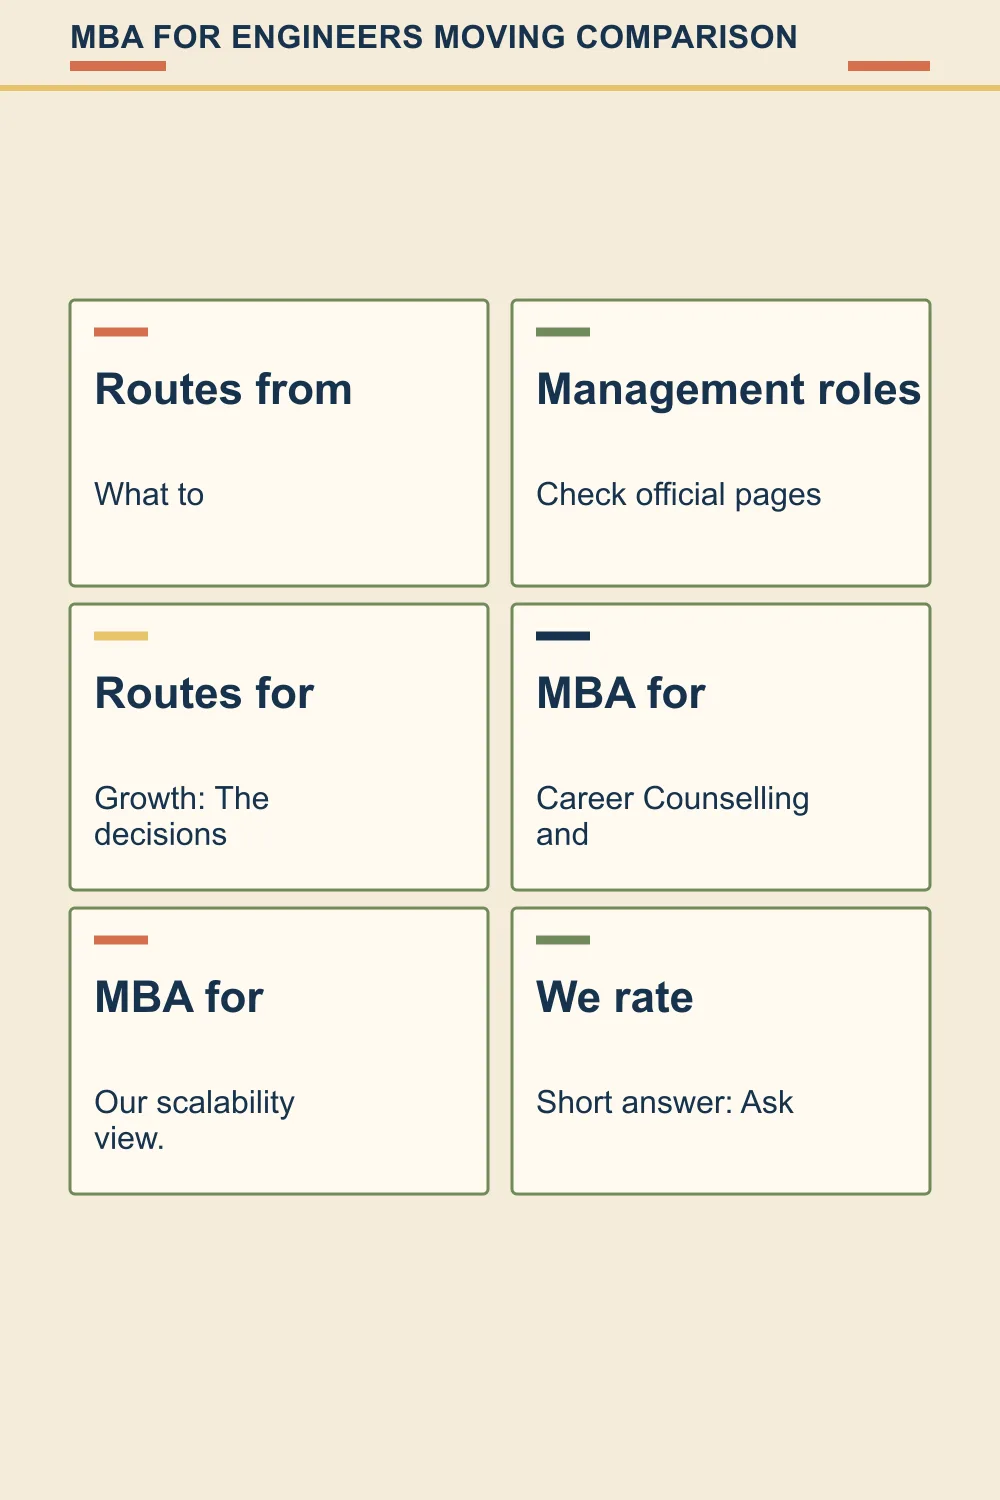 MBA FOR ENGINEERS MOVING COMPARISON
Routes from
What to
Management roles
Check official pages
Routes for
Growth: The
decisions
MBA for
Career Counselling
and
MBA for
Our scalability
view.
We rate
Short answer: Ask